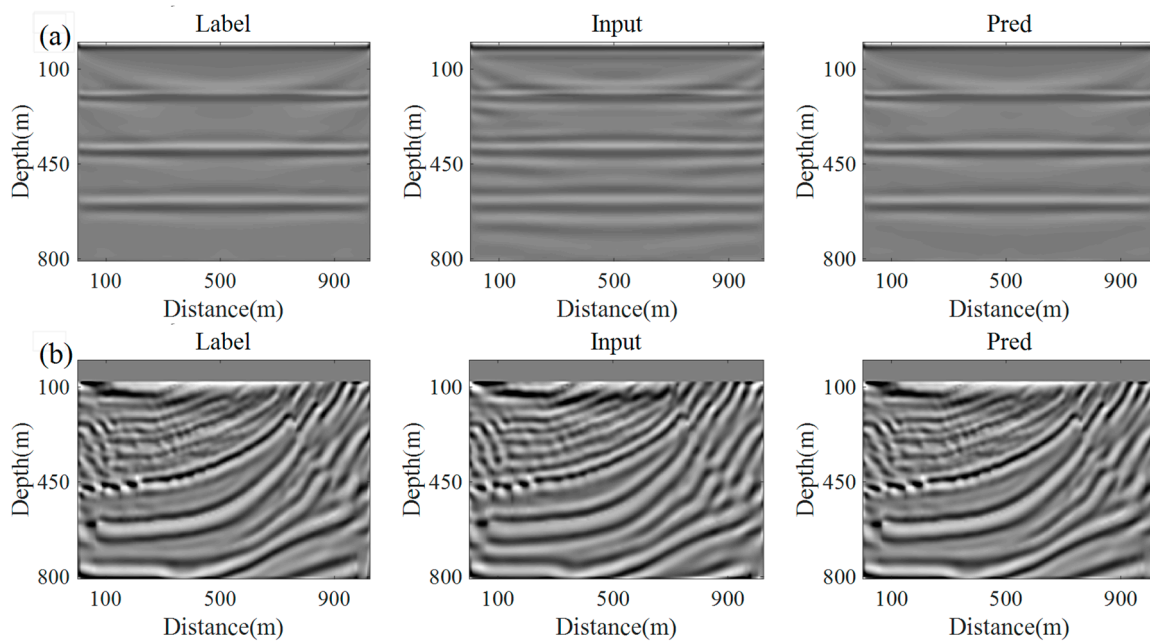 (a)
Label Input Pred
Depth(m) Depth(m) Depth(m)
100 100 100
450 450 450
800 800 800
100 500 900 100 500 900 100 500 900
Distance(m) Distance(m) Distance(m)
(b)
Label Input Pred
Depth(m) Depth(m) Depth(m)
100 100 100
450 450 450
800 800 800
100 500 900 100 500 900 100 500 900
Distance(m) Distance(m) Distance(m)